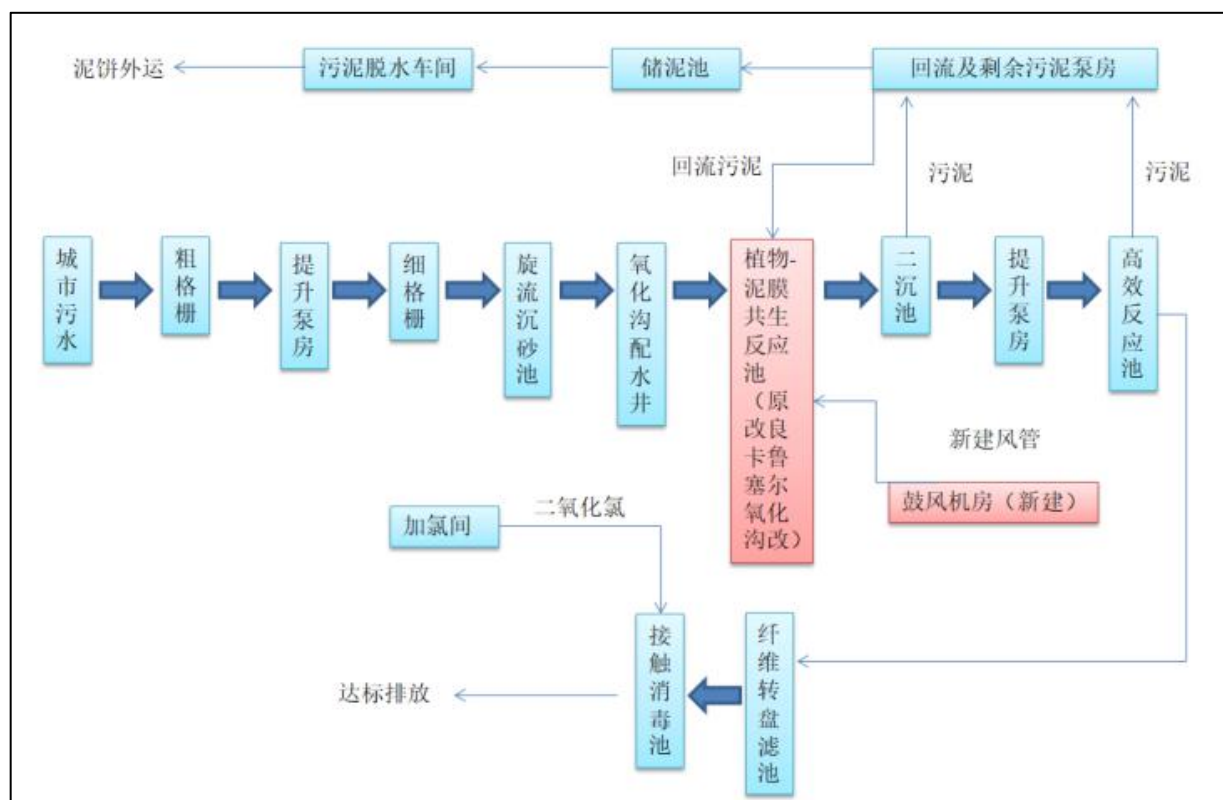 泥饼外运
污泥脱水车间
储泥池
回流及剩余污泥泵房
回流污泥
污泥
污泥
城市污水
粗格栅
提升泵房
细格栅
旋流沉砂池
氧化沟配水井
植物-
泥膜
共生
反应
池
（原
改良
卡鲁
塞尔
氧化
沟改）
二沉池
提升泵房
高效反应池
新建风管
鼓风机房（新建）
加氯间
二氧化氯
接触消毒池
纤维转盘滤池
达标排放